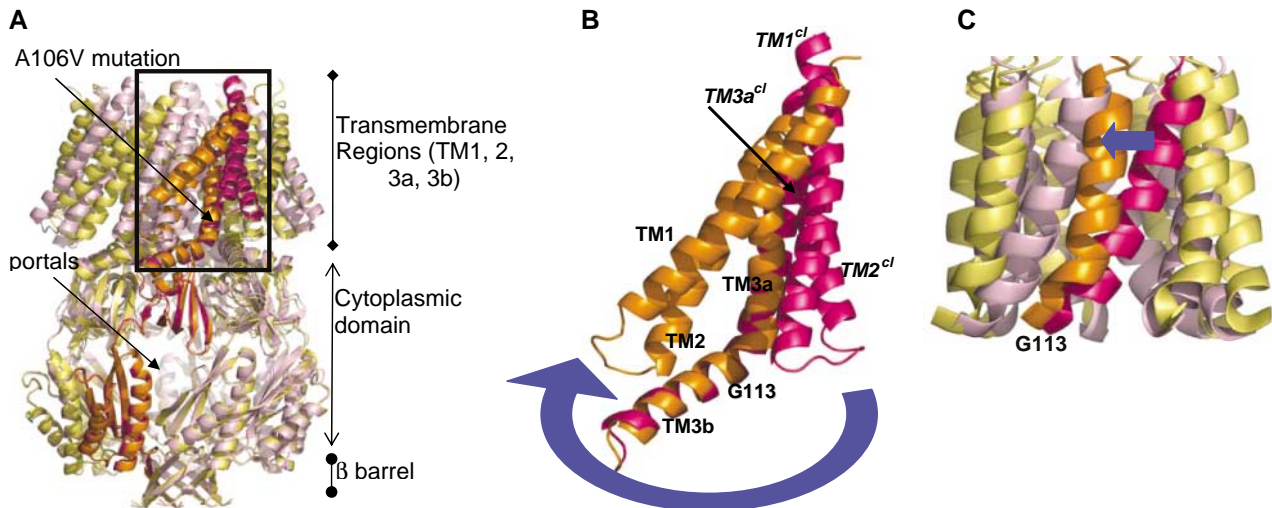 A
A106V mutation
portals
Transmembrane
Regions (TM1, 2,
3a, 3b)
Cytoplasmic
domain
ß barrel
B
TM1cl
TM3acl
TM1
TM3a
TM2cl
TM2
G113
TM3b
C
G113